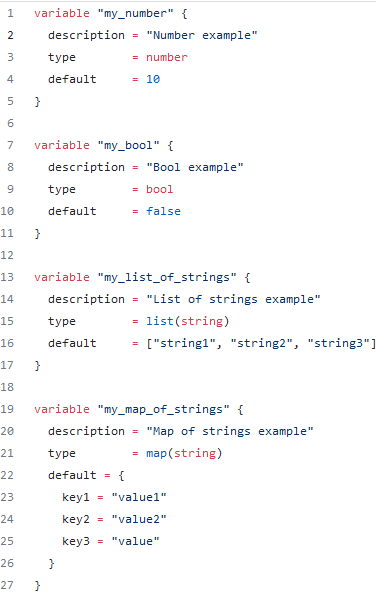 1 variable "my_number" {
2   description = "Number example"
3   type        = number
4   default     = 10
5 }
6
7 variable "my_bool" {
8   description = "Bool example"
9   type        = bool
10   default     = false
11 }
12
13 variable "my_list_of_strings" {
14   description = "List of strings example"
15   type        = list(string)
16   default     = ["string1", "string2", "string3"]
17 }
18
19 variable "my_map_of_strings" {
20   description = "Map of strings example"
21   type        = map(string)
22   default = {
23     key1 = "value1"
24     key2 = "value2"
25     key3 = "value"
26   }
27 }